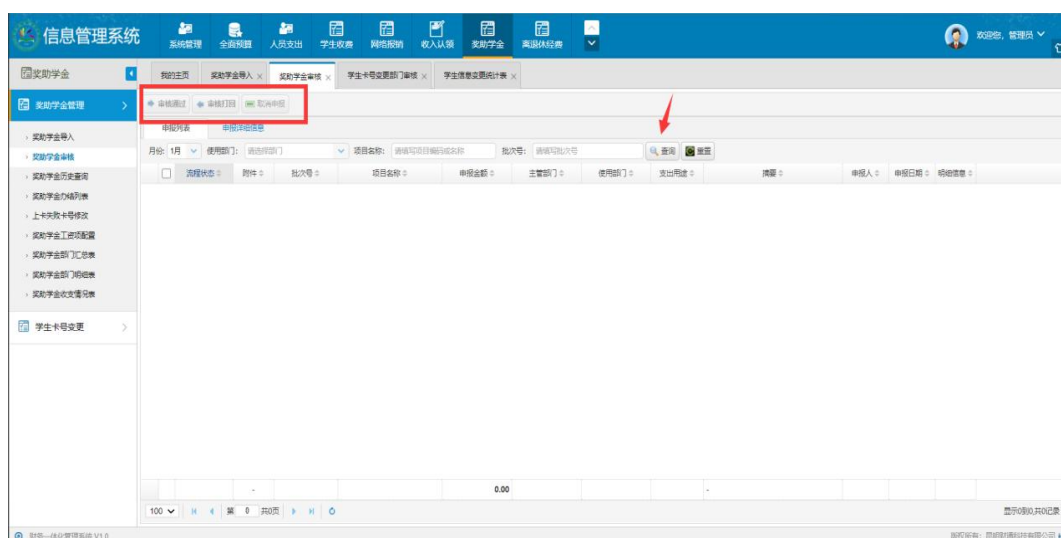 信息管理系统
系统管理 全面预算 人员支出 学生收费 网络报销 收入认领 奖助学金 离退休经费
欢迎您，管理员
奖助学金
我的主页 奖助学金导入 × 奖助学金审核 × 学生卡号变更部门审核 × 学生信息变更统计表 ×
奖助学金管理
审核通过 审核打回 取消申报
申报列表 申报详细信息
奖助学金导入
月份: 1月 使用部门: 请选择部门 项目名称: 请填写项目编码或名称 批次号: 请填写批次号 查询 重置
奖助学金审核
流程状态 附件 批次号 项目名称 申报金额 主管部门 使用部门 支出用途 摘要 申报人 申报日期 明细信息
奖助学金历史查询
奖助学金办结列表
上卡失败卡号修改
奖助学金工资项配置
奖助学金部门汇总表
奖助学金部门明细表
奖助学金收支情况表
学生卡号变更
- 0.00 -
100 第 0 共0页
显示0到0,共0记录
财务一体化管理系统 V1.0